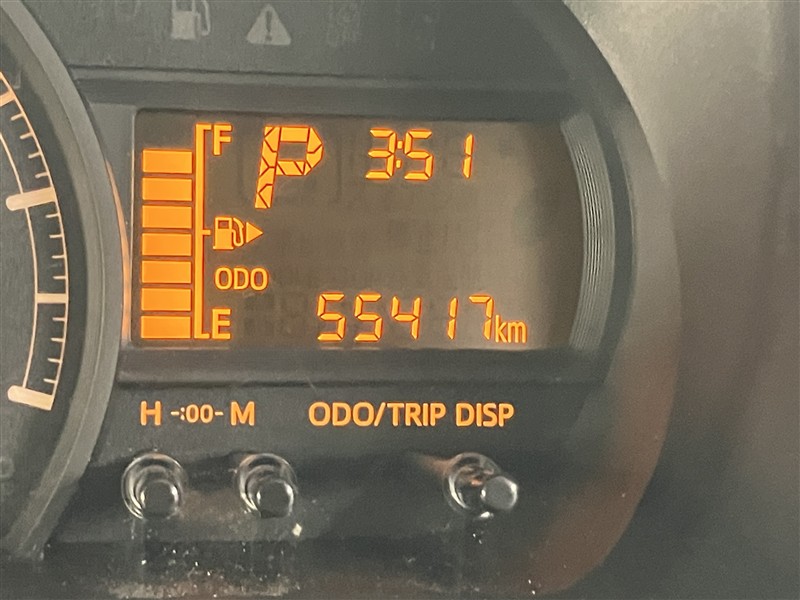 F
P 3:51
ODO
E 55417km
H -:00- M ODO/TRIP DISP